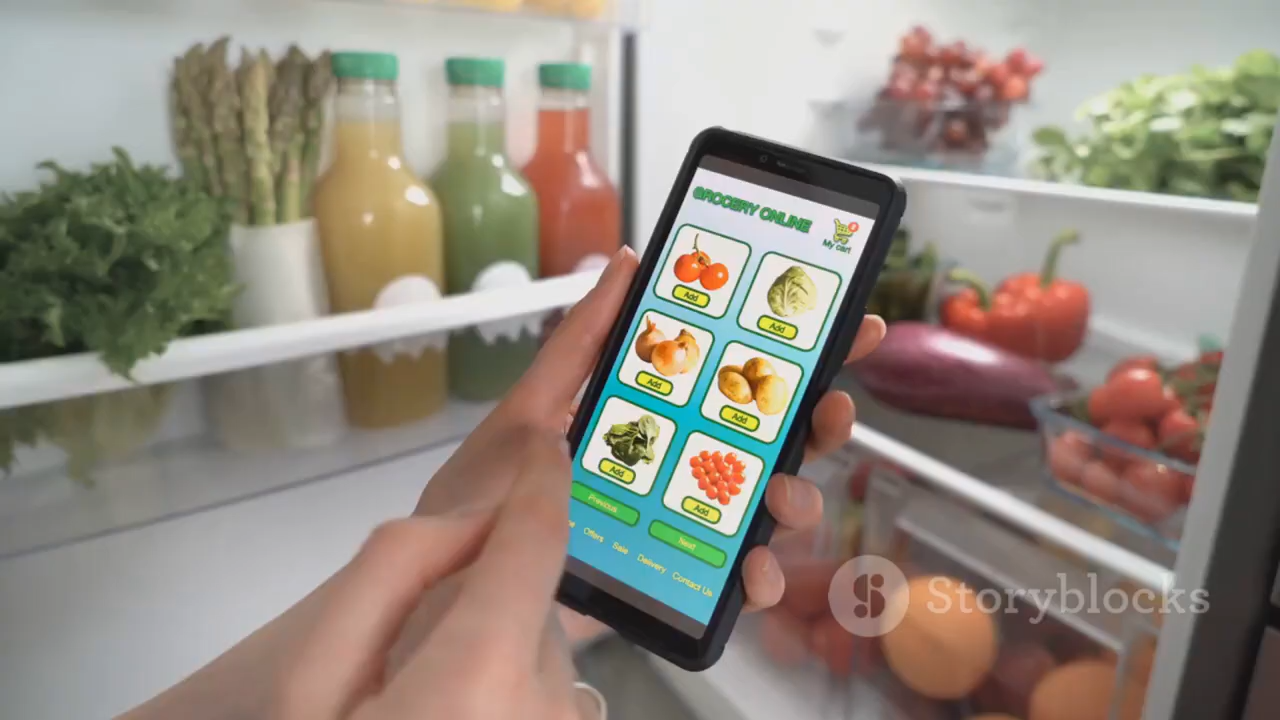 GROCERY ONLINE
My cart
Add
Add
Add
Add
Add
Add
Previous
Next
Offers Sale Delivery Contact Us
Storyblocks